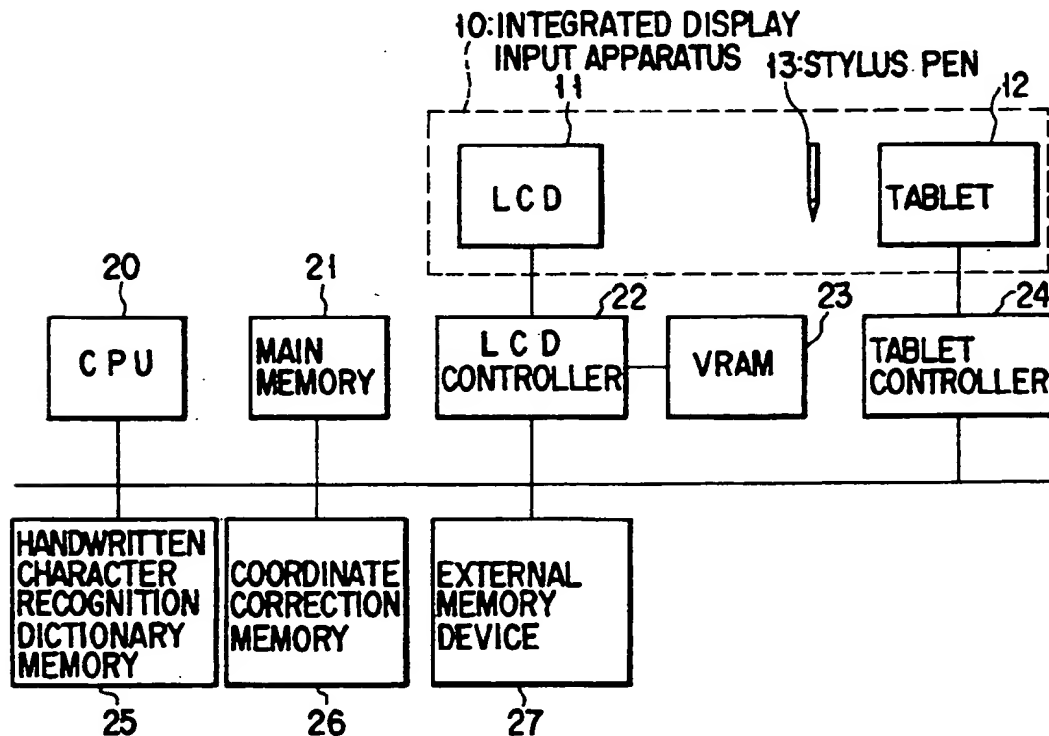 10:INTEGRATED DISPLAY
INPUT APPARATUS
13:STYLUS PEN
11
12
LCD
TABLET
20
21
22
23
24
CPU
MAIN
MEMORY
LCD
CONTROLLER
VRAM
TABLET
CONTROLLER
HANDWRITTEN
CHARACTER
RECOGNITION
DICTIONARY
MEMORY
COORDINATE
CORRECTION
MEMORY
EXTERNAL
MEMORY
DEVICE
25
26
27